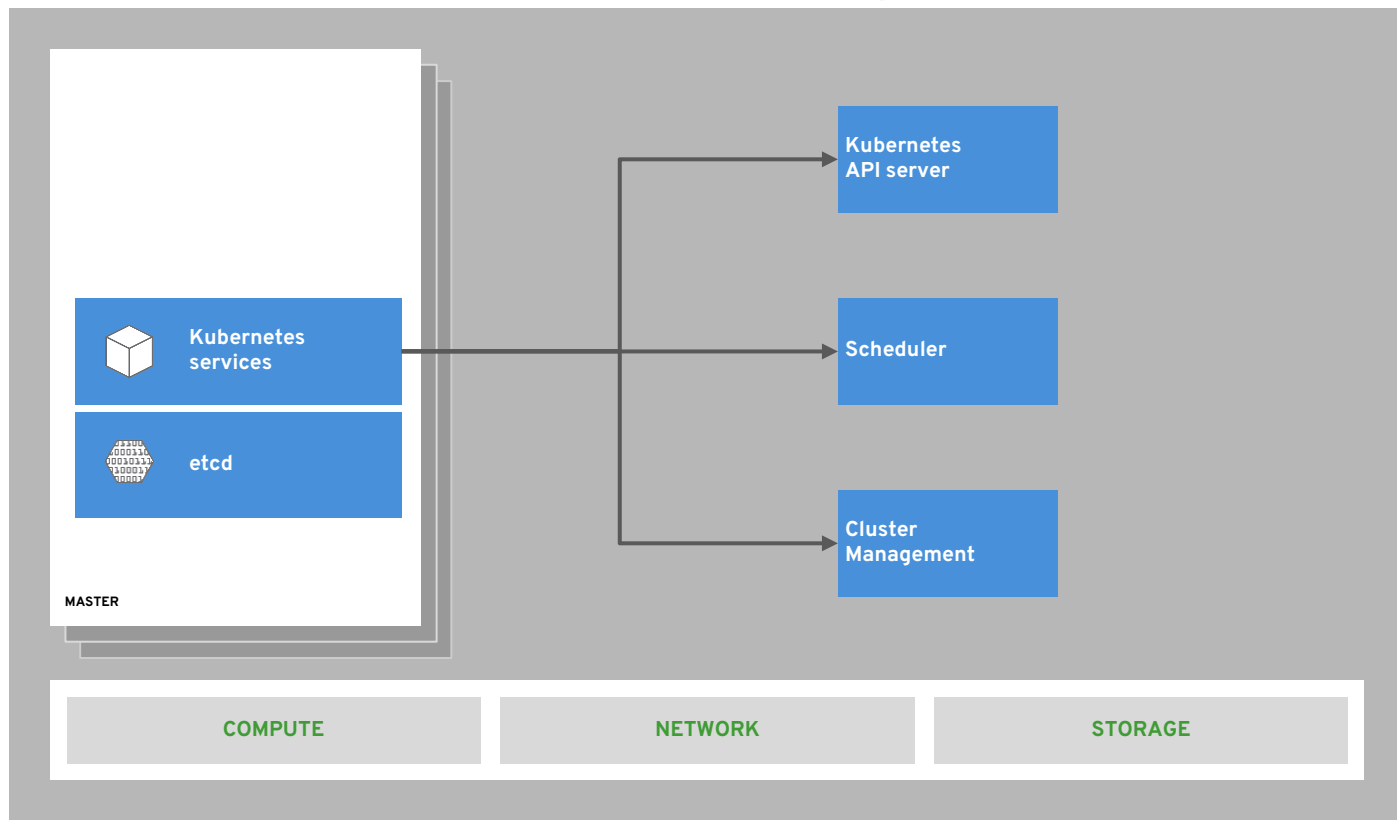 Kubernetes
services
etcd
MASTER
Kubernetes
API server
Scheduler
Cluster
Management
COMPUTE
NETWORK
STORAGE